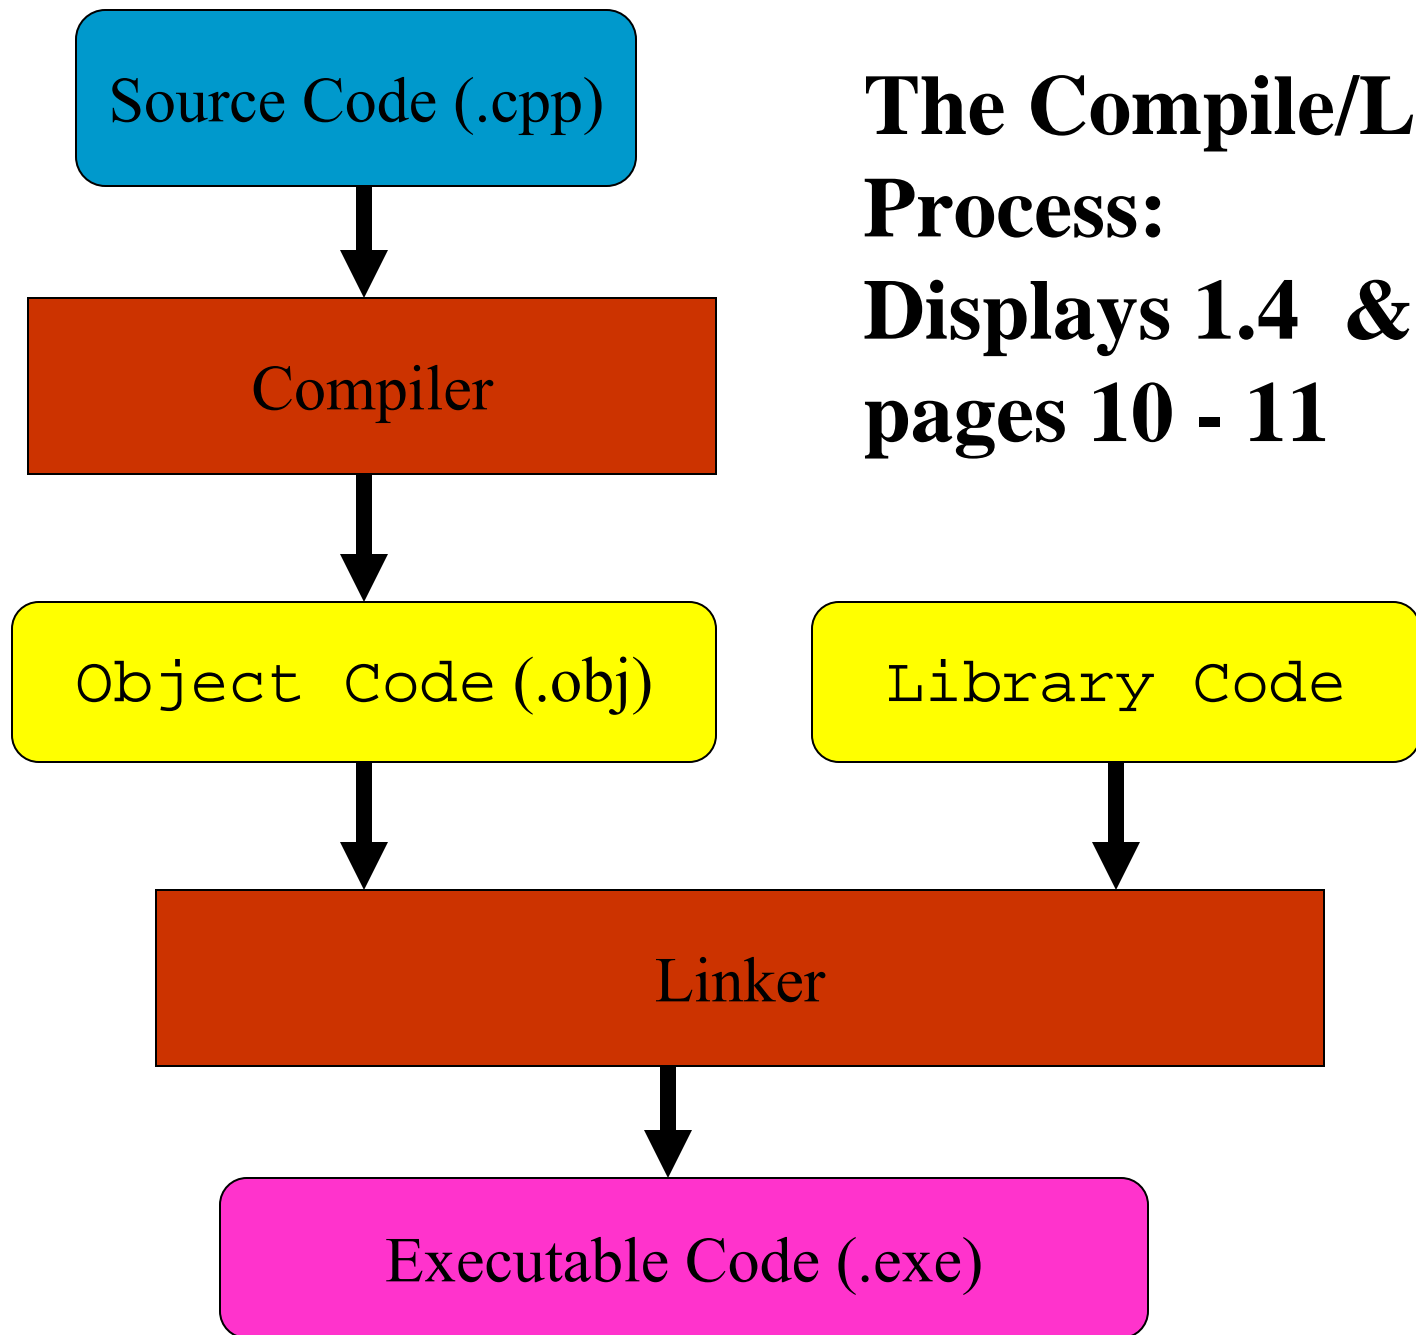 Source Code (.cpp)
The Compile/L
Process:
Displays 1.4 &
pages 10 - 11
Compiler
Object Code (.obj)
Library Code
Linker
Executable Code (.exe)